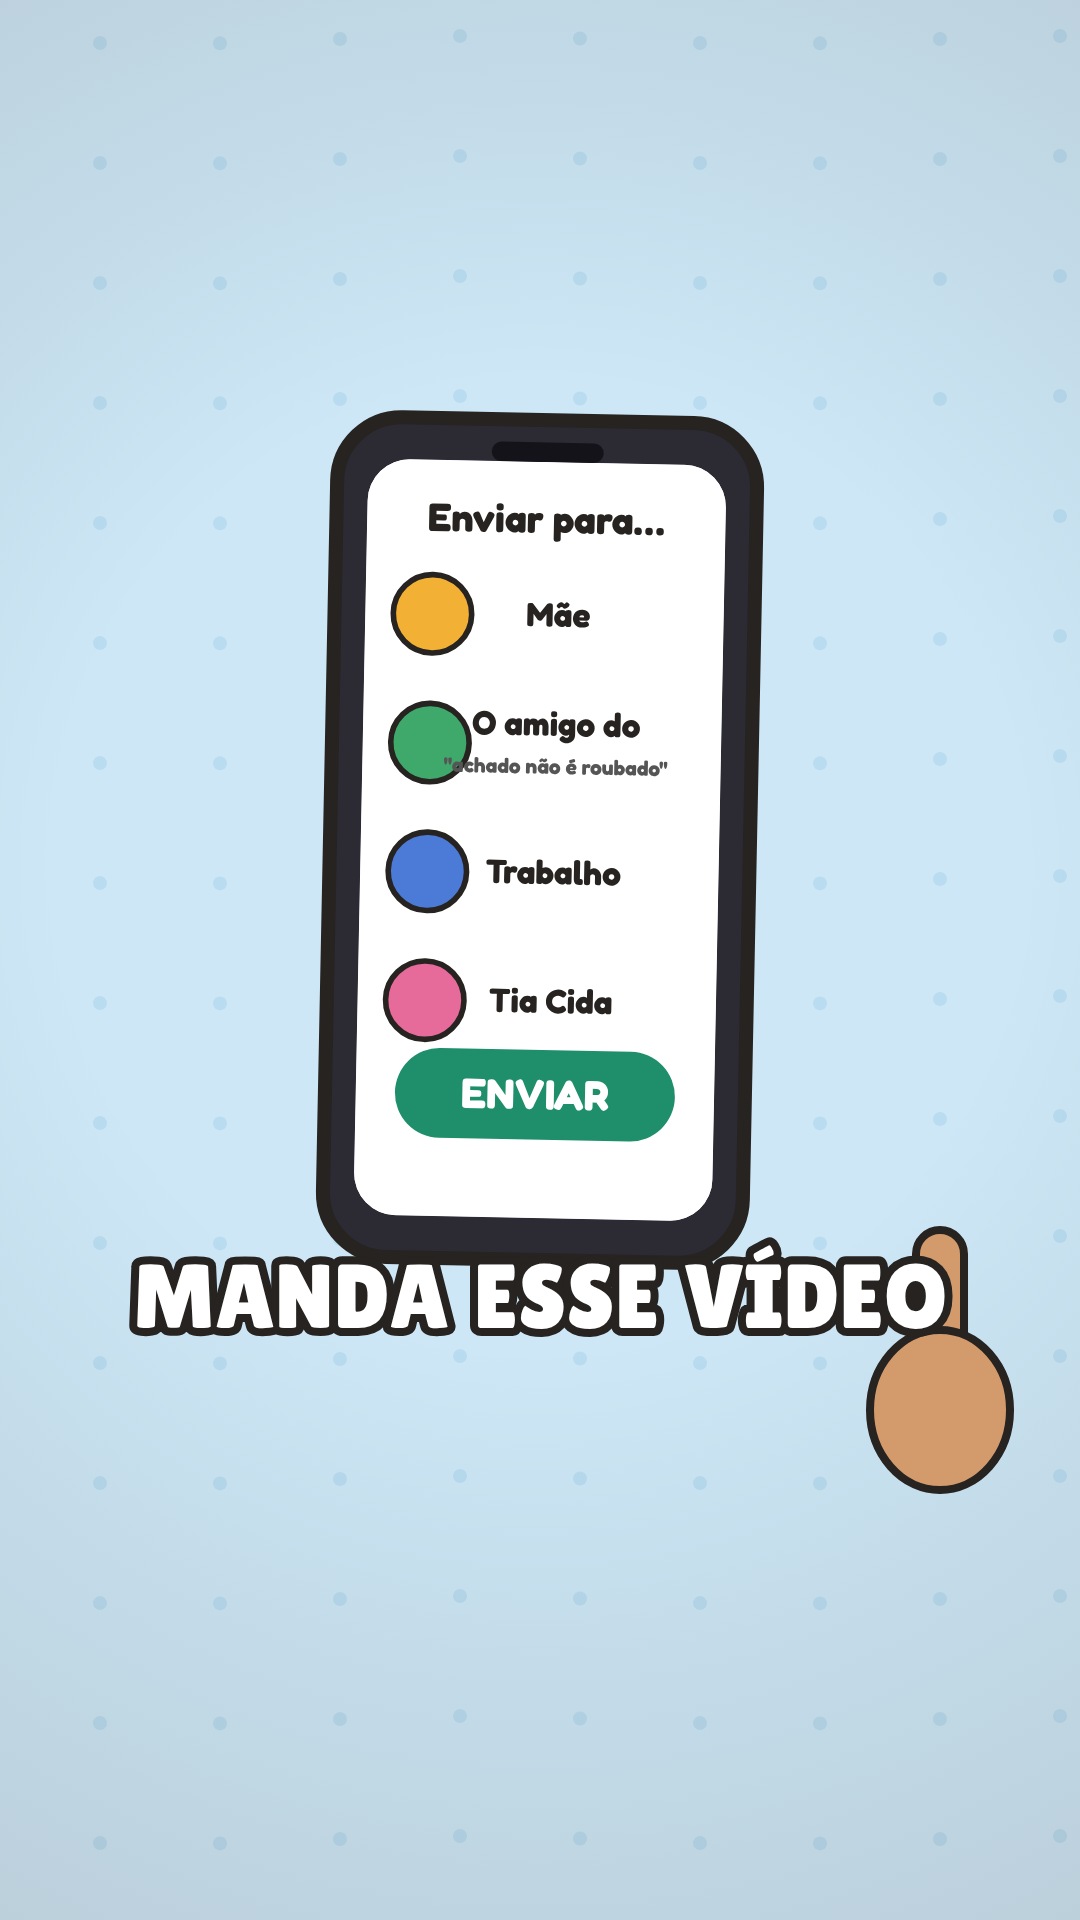 Enviar para...
Mãe
O amigo do
"achado não é roubado"
Trabalho
Tia Cida
ENVIAR
MANDA ESSE VÍDEO